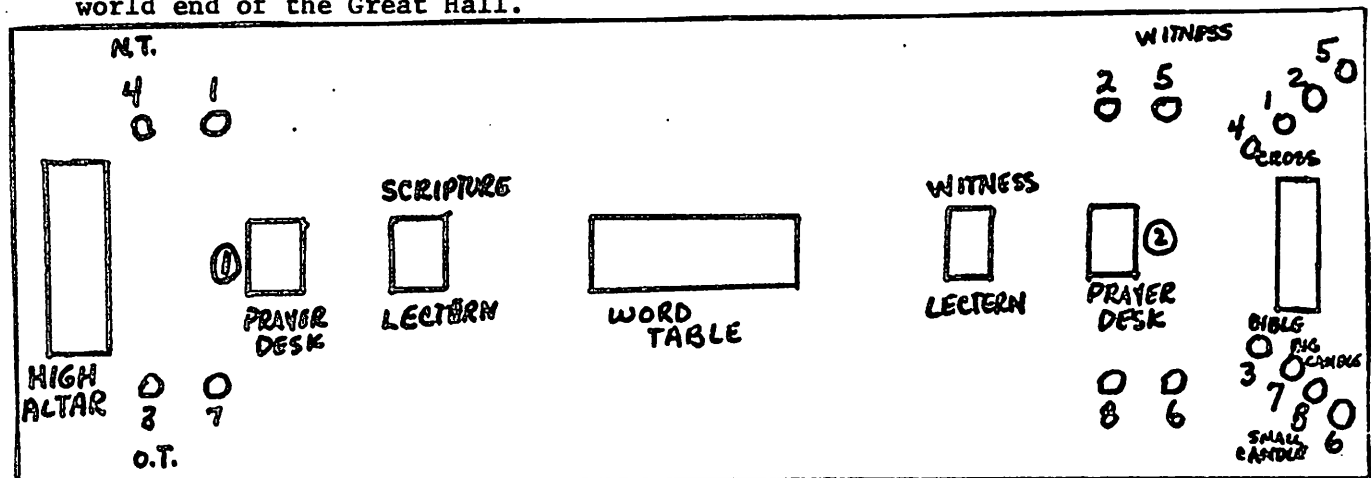 world end of the Great Hall.
N.T.
WITNESS
4 1
2 5
4 1 2 5
CROSS
SCRIPTURE
WITNESS
1
2
PRAYER
DESK
LECTERN
WORD
TABLE
LECTERN
PRAYER
DESK
HIGH
ALTAR
3 7
O.T.
8 6
BIBLE
BIG
CANDLE
3 7 8 6
SMALL
CANDLE